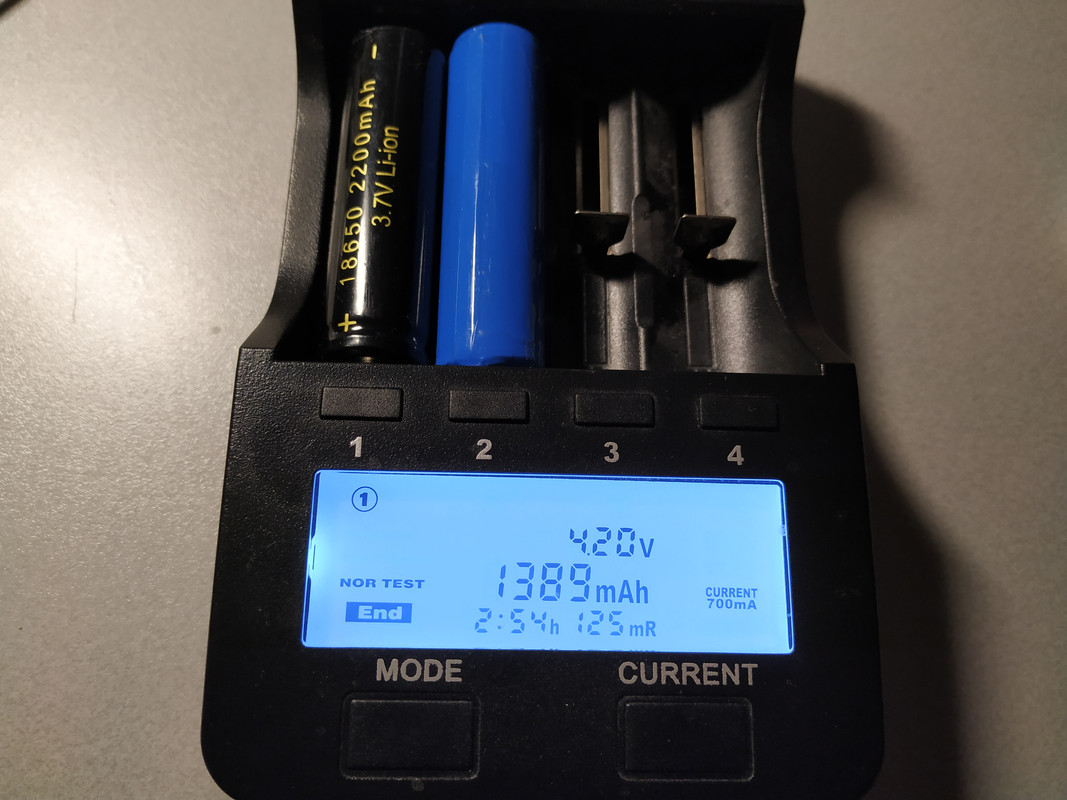 + 18650 2200mAh -
3.7V Li-ion
1 2 3 4
1
4.20V
NOR TEST 1389mAh CURRENT
700mA
End 2:54h 125mR
MODE CURRENT